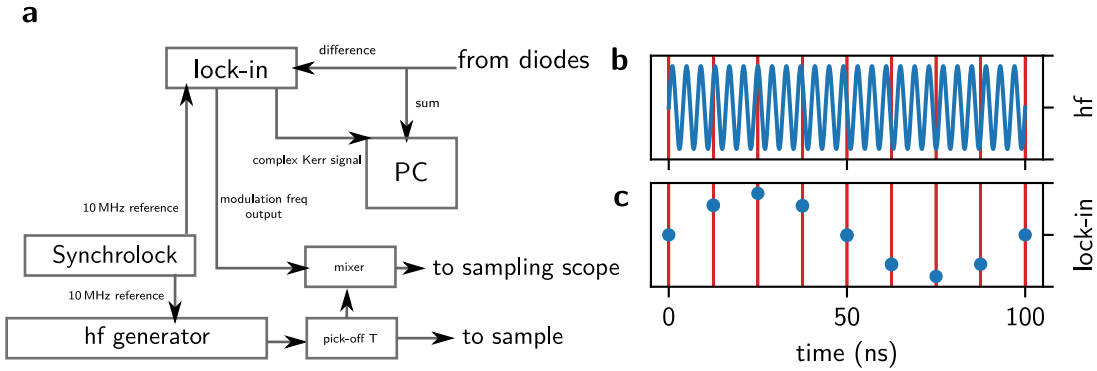 a
difference
lock-in
from diodes
sum
complex Kerr signal
PC
10 MHz reference
modulation freq
output
Synchrolock
mixer
to sampling scope
10 MHz reference
hf generator
pick-off T
to sample
b
hf
c
lock-in
0
50
100
time (ns)